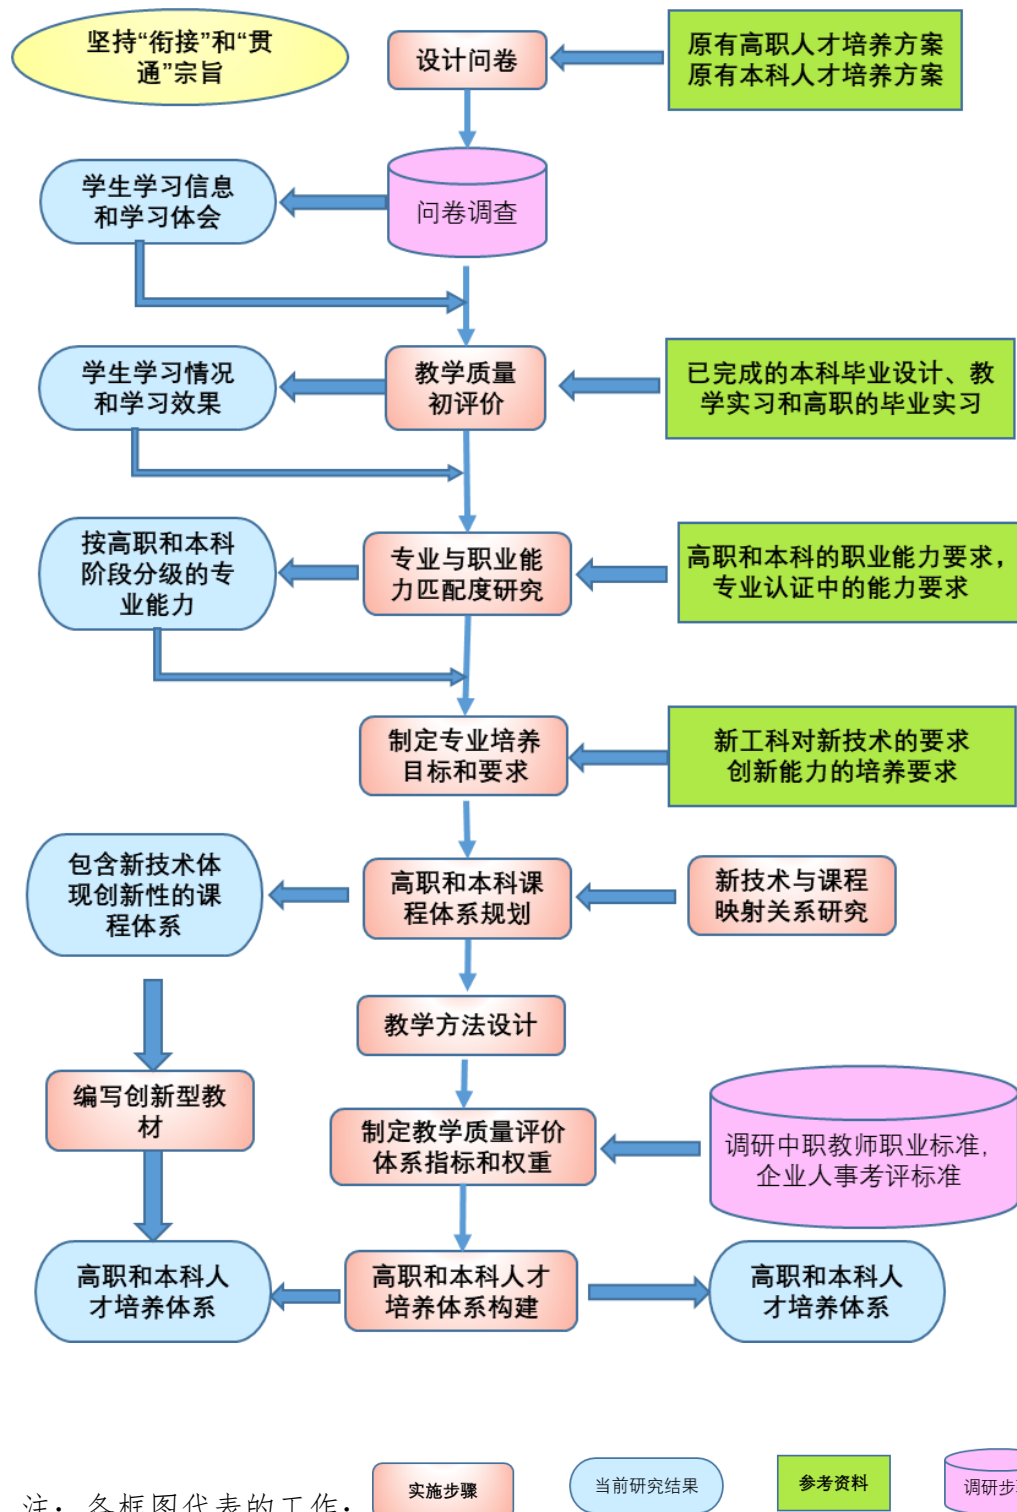 坚持“衔接”和“贯
通”宗旨
设计问卷
原有高职人才培养方案
原有本科人才培养方案
学生学习信息
和学习体会
问卷调查
学生学习情况
和学习效果
教学质量
初评价
已完成的本科毕业设计、教
学实习和高职的毕业实习
按高职和本科
阶段分级的专
业能力
专业与职业能
力匹配度研究
高职和本科的职业能力要求，
专业认证中的能力要求
制定专业培养
目标和要求
新工科对新技术的要求
创新能力的培养要求
包含新技术体
现创新性的课
程体系
高职和本科课
程体系规划
新技术与课程
映射关系研究
教学方法设计
编写创新型教
材
制定教学质量评价
体系指标和权重
调研中职教师职业标准,
企业人事考评标准
高职和本科人
才培养体系
高职和本科人才
培养体系构建
高职和本科人
才培养体系
注：各框图代表的工作：
实施步骤
当前研究结果
参考资料
调研步